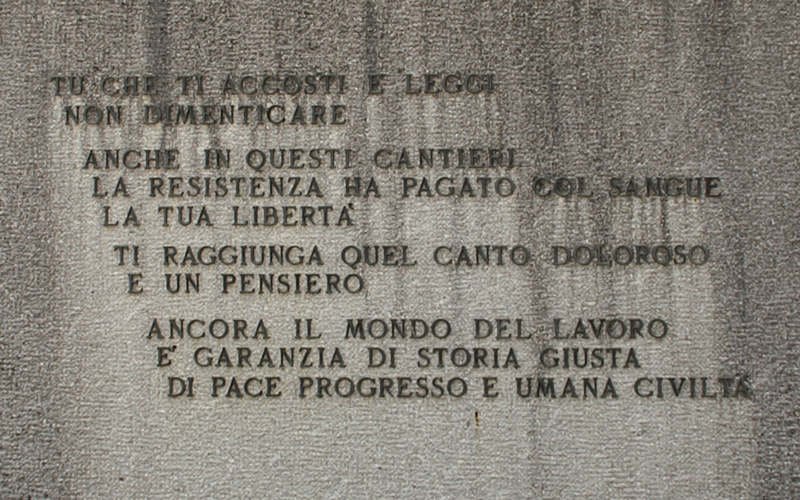 TU CHE TI ACCOSTI E LEGGI
NON DIMENTICARE
ANCHE IN QUESTI CANTIERI
LA RESISTENZA HA PAGATO COL SANGUE
LA TUA LIBERTA'
TI RAGGIUNGA QUEL CANTO DOLOROSO
E UN PENSIERO
ANCORA IL MONDO DEL LAVORO
E' GARANZIA DI STORIA GIUSTA
DI PACE PROGRESSO E UMANA CIVILTA'